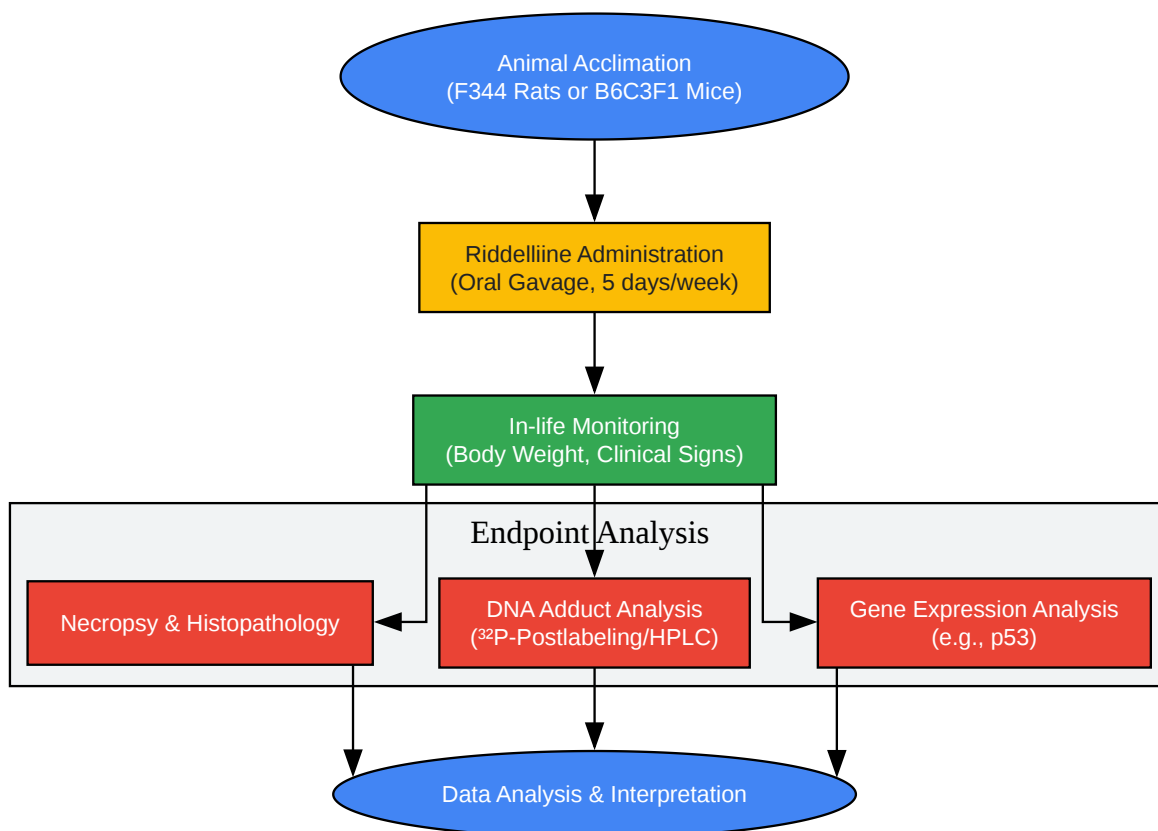 Animal Acclimation
(F344 Rats or B6C3F1 Mice)
Riddelliine Administration
(Oral Gavage, 5 days/week)
In-life Monitoring
(Body Weight, Clinical Signs)
Endpoint Analysis
Necropsy & Histopathology
DNA Adduct Analysis
(³²P-Postlabeling/HPLC)
Gene Expression Analysis
(e.g., p53)
Data Analysis & Interpretation